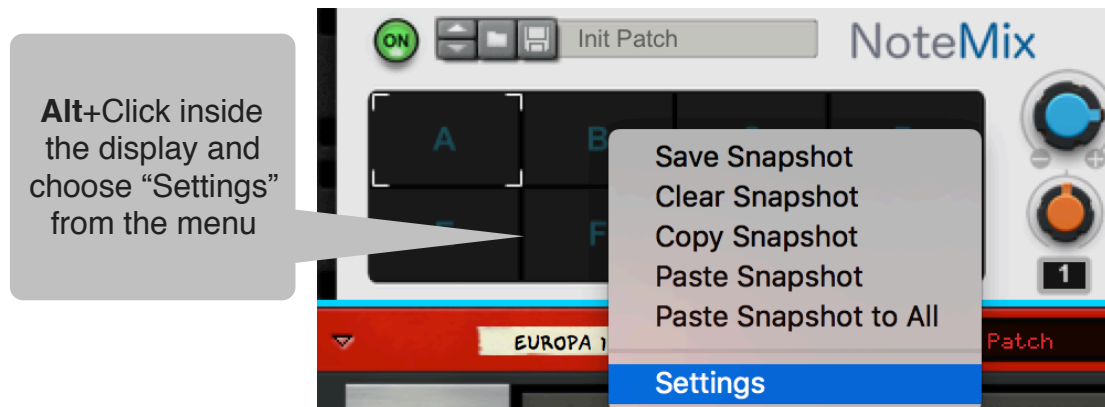 Alt+Click inside
the display and
choose “Settings”
from the menu
ON
Init Patch
NoteMix
A
B
F
Save Snapshot
Clear Snapshot
Copy Snapshot
Paste Snapshot
Paste Snapshot to All
Settings
1
EUROPA 1
Patch